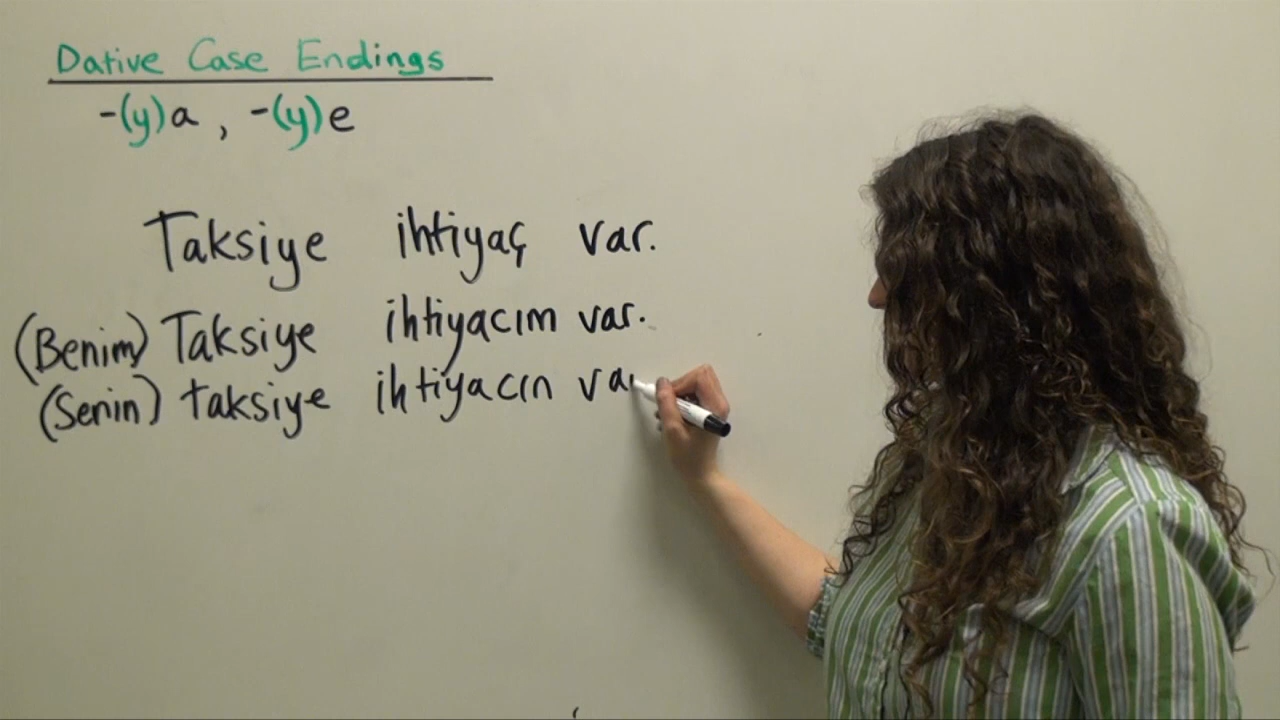 Dative Case Endings
-(y)a , -(y)e
Taksiye ihtiyaç var.
(Benim) Taksiye ihtiyacım var.
(Senin) taksiye ihtiyacın va